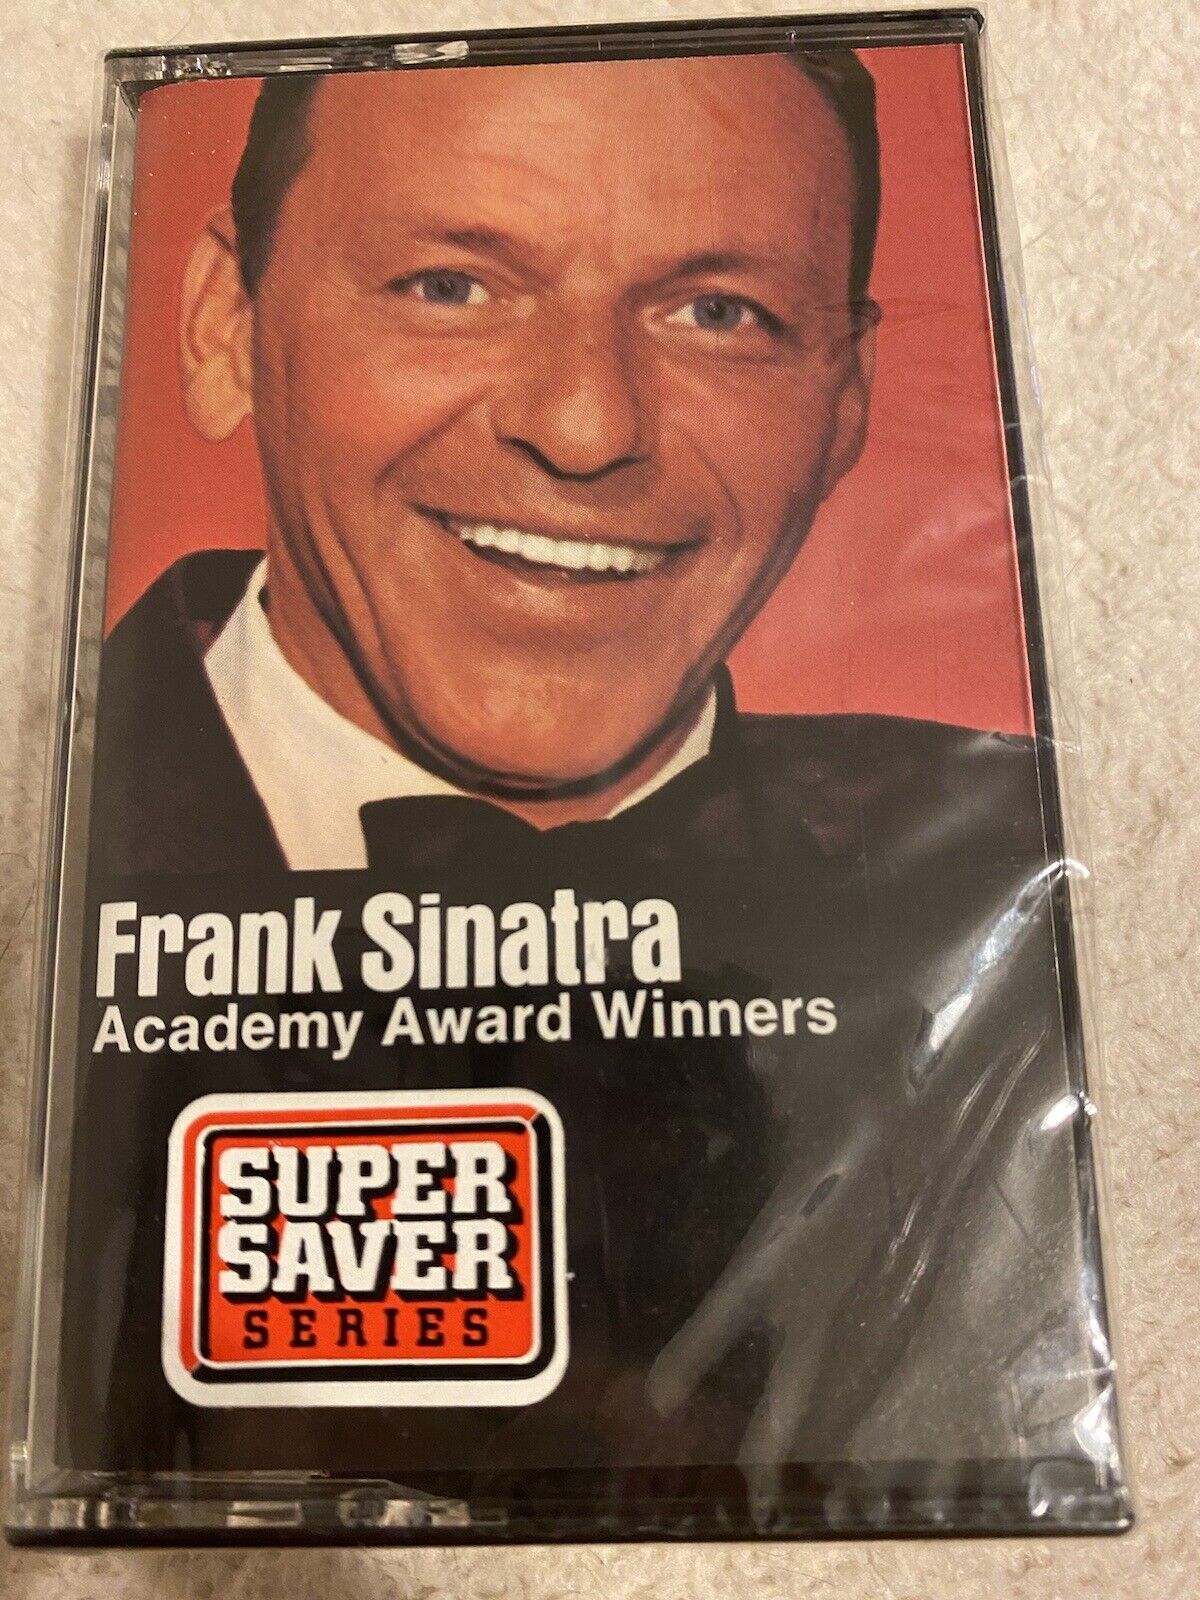 Frank Sinatra
Academy Award Winners
SUPER
SAVER
SERIES